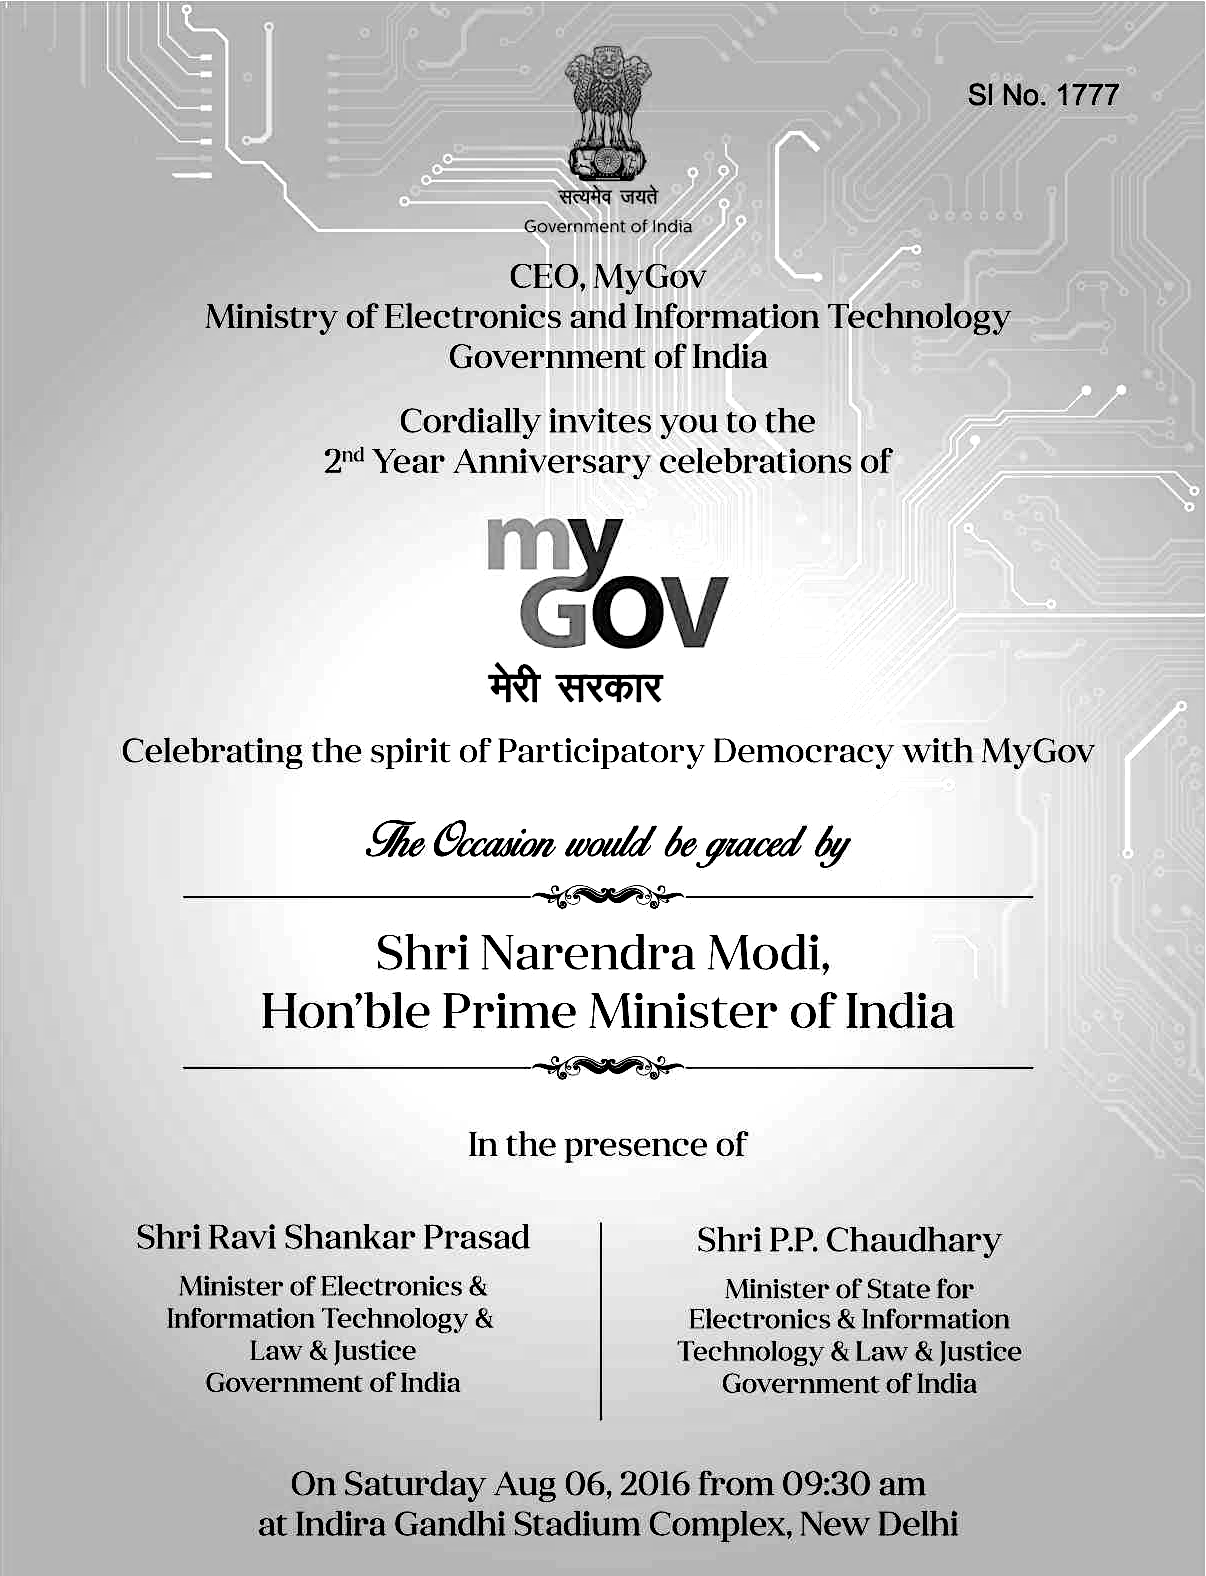 Sl No. 1777
सत्यमेव जयते
Government of India
CEO, MyGov
Ministry of Electronics and Information Technology
Government of India
Cordially invites you to the
2nd Year Anniversary celebrations of
my
GOV
मेरी सरकार
Celebrating the spirit of Participatory Democracy with MyGov
The Occasion would be graced by
Shri Narendra Modi,
Hon'ble Prime Minister of India
In the presence of
Shri Ravi Shankar Prasad
Minister of Electronics &
Information Technology &
Law & Justice
Government of India
Shri P.P. Chaudhary
Minister of State for
Electronics & Information
Technology & Law & Justice
Government of India
On Saturday Aug 06, 2016 from 09:30 am
at Indira Gandhi Stadium Complex, New Delhi